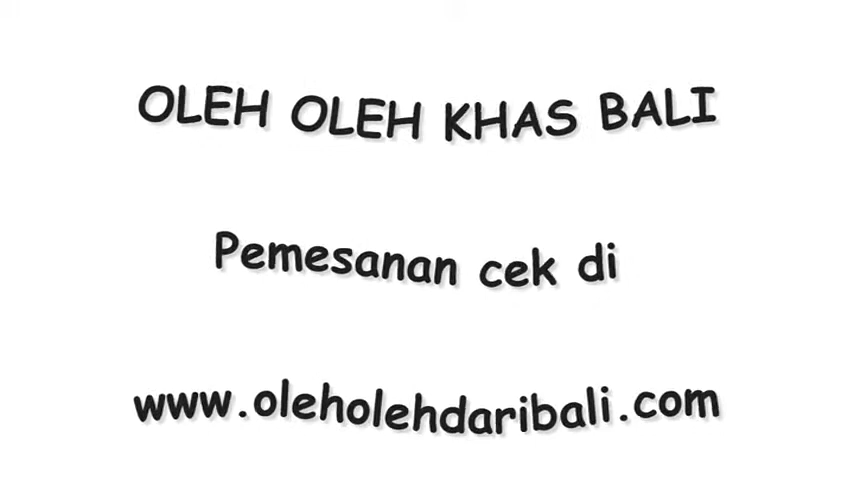 OLEH OLEH KHAS BALI
Pemesanan cek di
www.oleholehdaribali.com